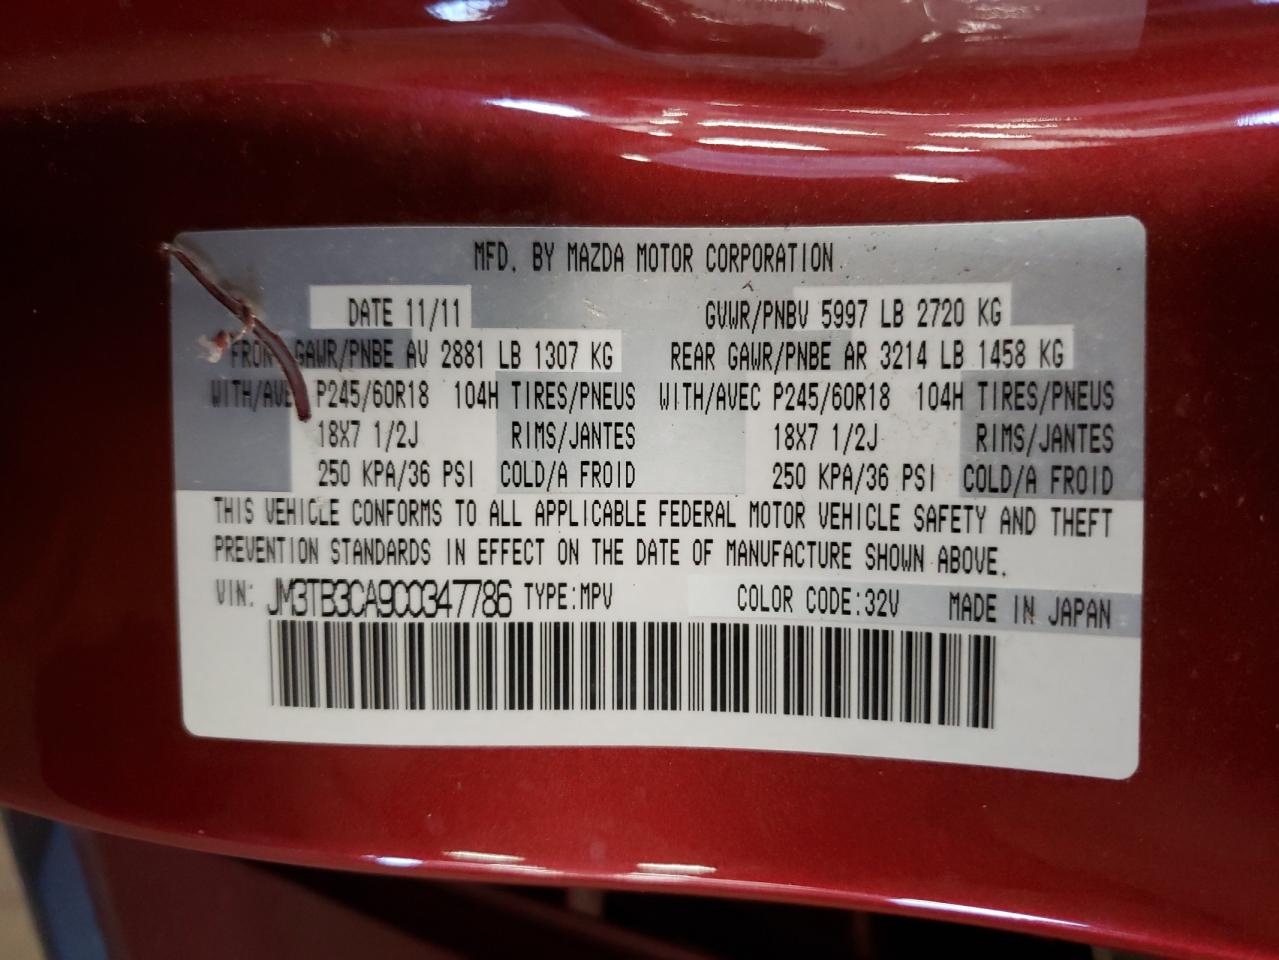 MFD. BY MAZDA MOTOR CORPORATION
DATE 11/11 GVWR/PNBV 5997 LB 2720 KG
FRONT GAWR/PNBE AV 2881 LB 1307 KG REAR GAWR/PNBE AR 3214 LB 1458 KG
WITH/AVEC P245/60R18 104H TIRES/PNEUS WITH/AVEC P245/60R18 104H TIRES/PNEUS
18X7 1/2J RIMS/JANTES 18X7 1/2J RIMS/JANTES
250 KPA/36 PSI COLD/A FROID 250 KPA/36 PSI COLD/A FROID
THIS VEHICLE CONFORMS TO ALL APPLICABLE FEDERAL MOTOR VEHICLE SAFETY AND THEFT
PREVENTION STANDARDS IN EFFECT ON THE DATE OF MANUFACTURE SHOWN ABOVE.
VIN: JM3TB3CA9C0347786 TYPE:MPV COLOR CODE:32V MADE IN JAPAN